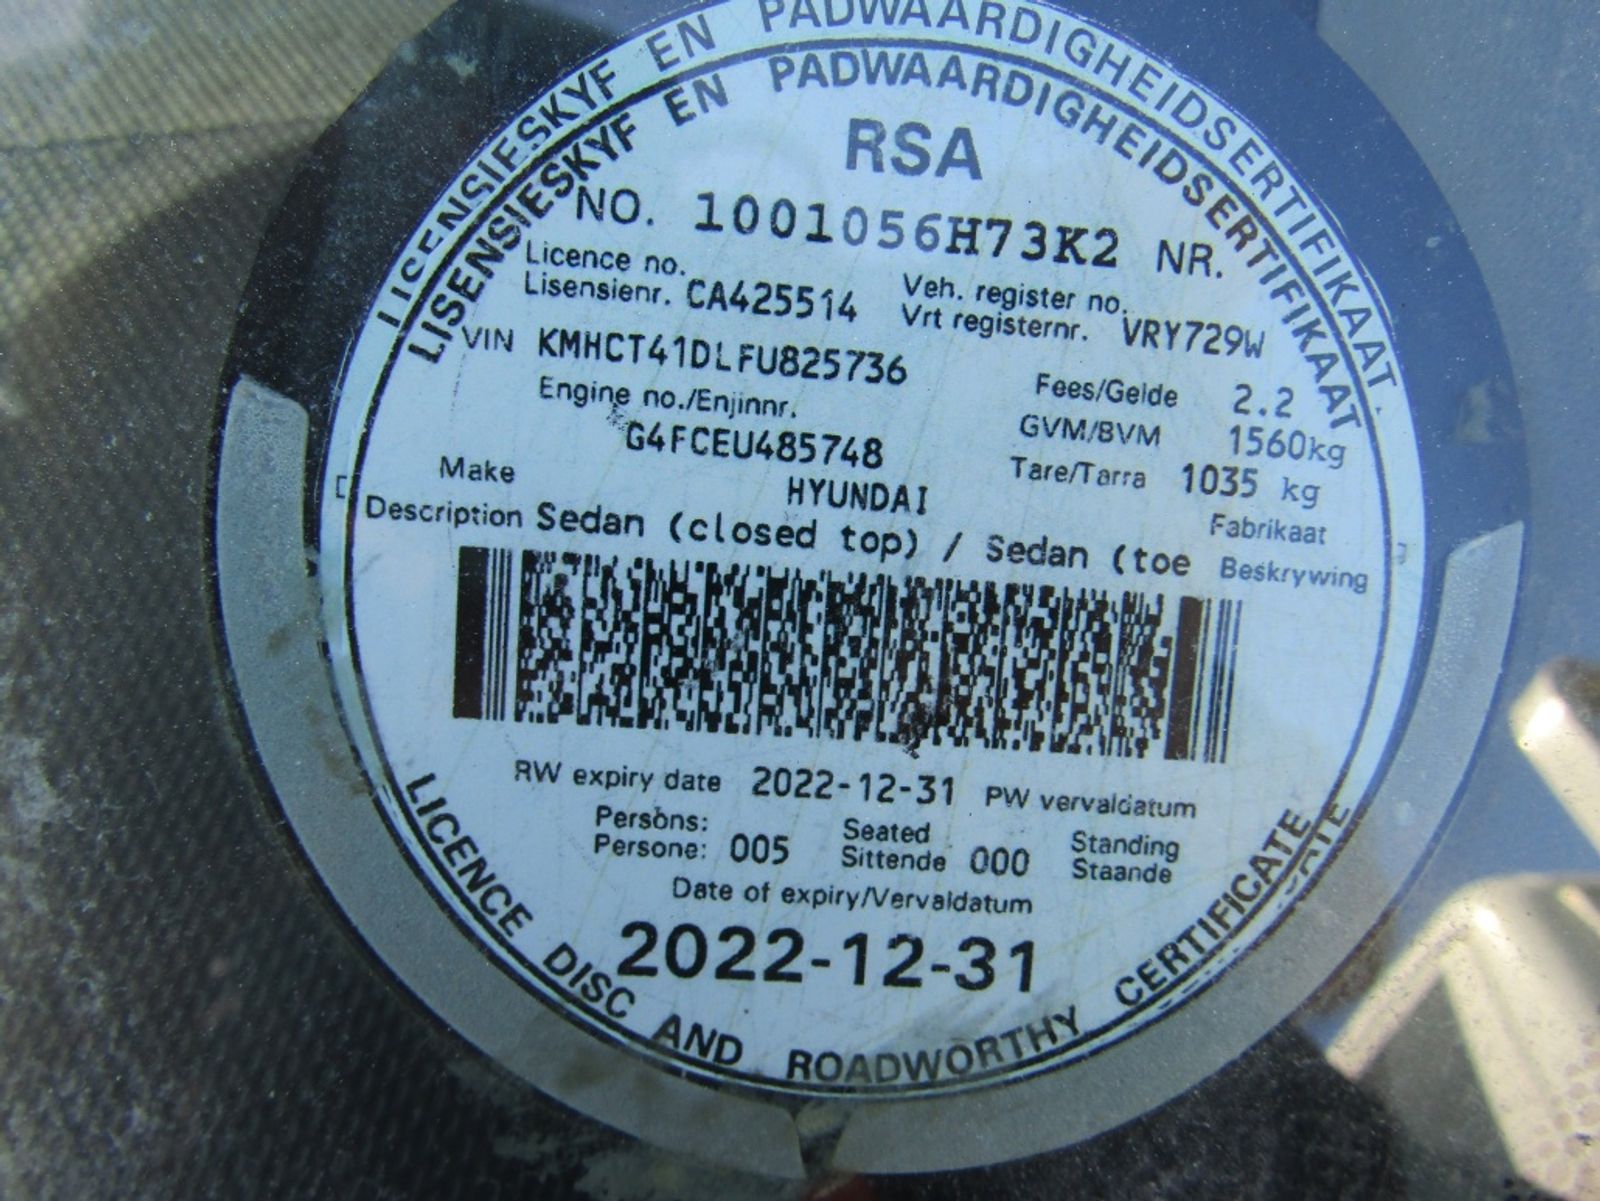 LISENSIESKYF EN PADWAARDIGHEIDSERTIFIKAAT
LISENSIESKYF EN PADWAARDIGHEIDSERTIFIKAAT
RSA
NO. 1001056H73K2 NR.
Licence no.
Lisensienr. CA425514
Veh. register no.
Vrt registernr. VRY729W
VIN KMHCT41DLFU825736
Fees/Gelde 2.2
Engine no./Enjinnr.
GVM/BVM 1560kg
G4FCEU485748
Tare/Tarra 1035 kg
Make HYUNDAI Fabrikaat
Description Sedan (closed top) / Sedan (toe Beskrywing
RW expiry date 2022-12-31 PW vervaldatum
Persons:
Persone: 005
Seated
Sittende 000
Standing
Staande
Date of expiry/Vervaldatum
2022-12-31
LICENCE DISC AND ROADWORTHY CERTIFICATE